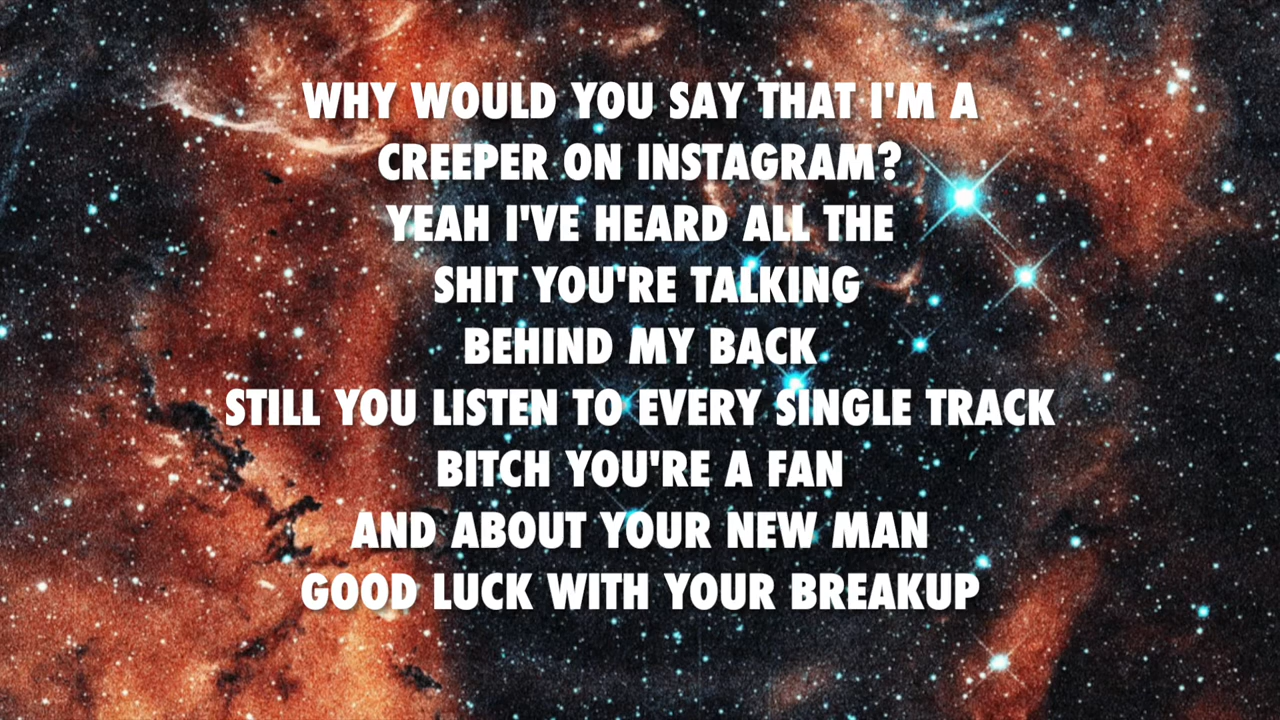 WHY WOULD YOU SAY THAT I'M A
CREEPER ON INSTAGRAM?
YEAH I'VE HEARD ALL THE
SHIT YOU'RE TALKING
BEHIND MY BACK
STILL YOU LISTEN TO EVERY SINGLE TRACK
BITCH YOU'RE A FAN
AND ABOUT YOUR NEW MAN
GOOD LUCK WITH YOUR BREAKUP